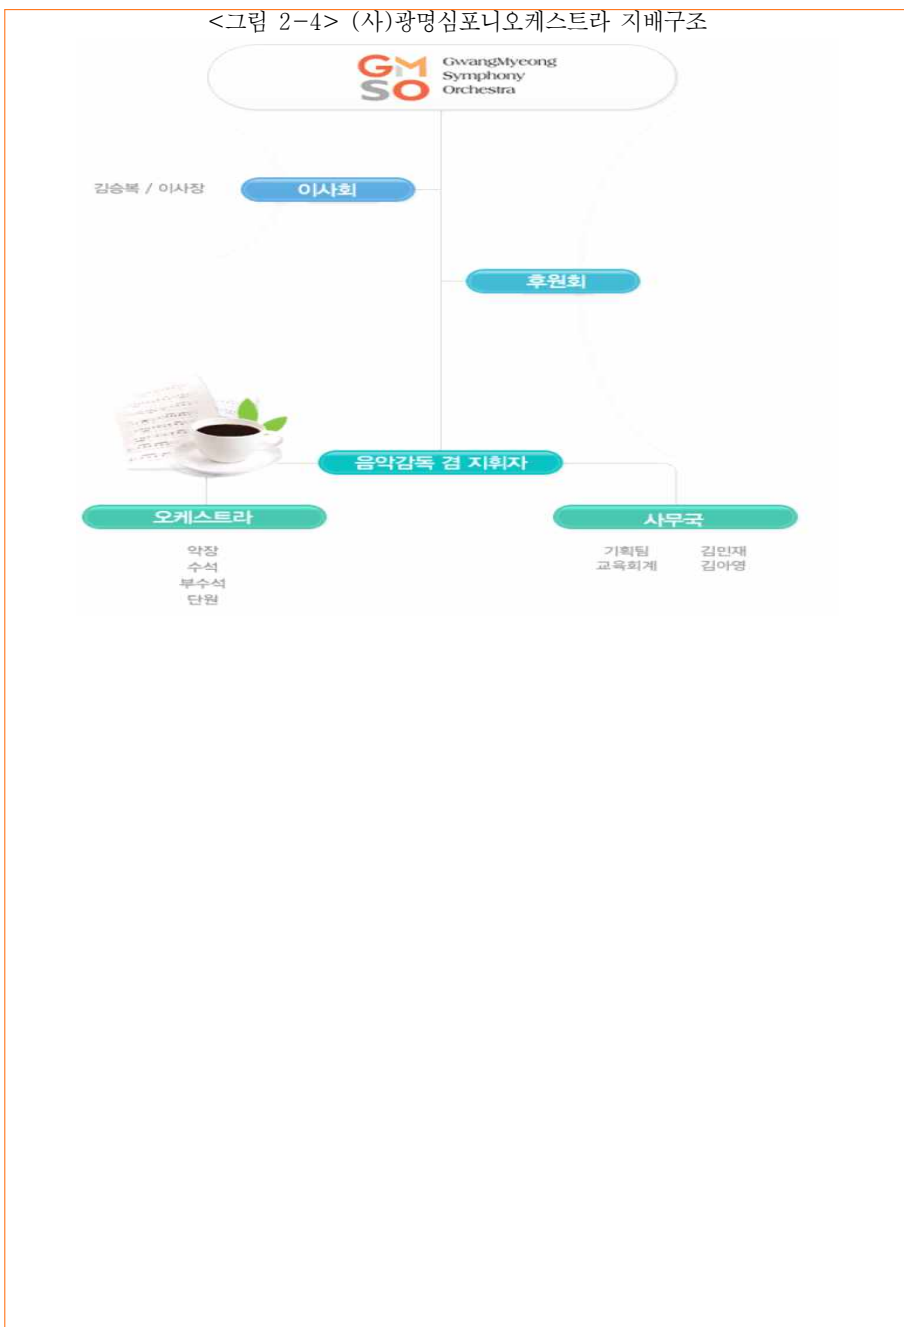 <그림 2-4> (사)광명심포니오케스트라 지배구조
GMSO
GwangMyeong
Symphony
Orchestra
김승복 / 이사장
이사회
후원회
음악감독 겸 지휘자
오케스트라
악장
수석
부수석
단원
사무국
기획팀 김민재
교육회계 김아영